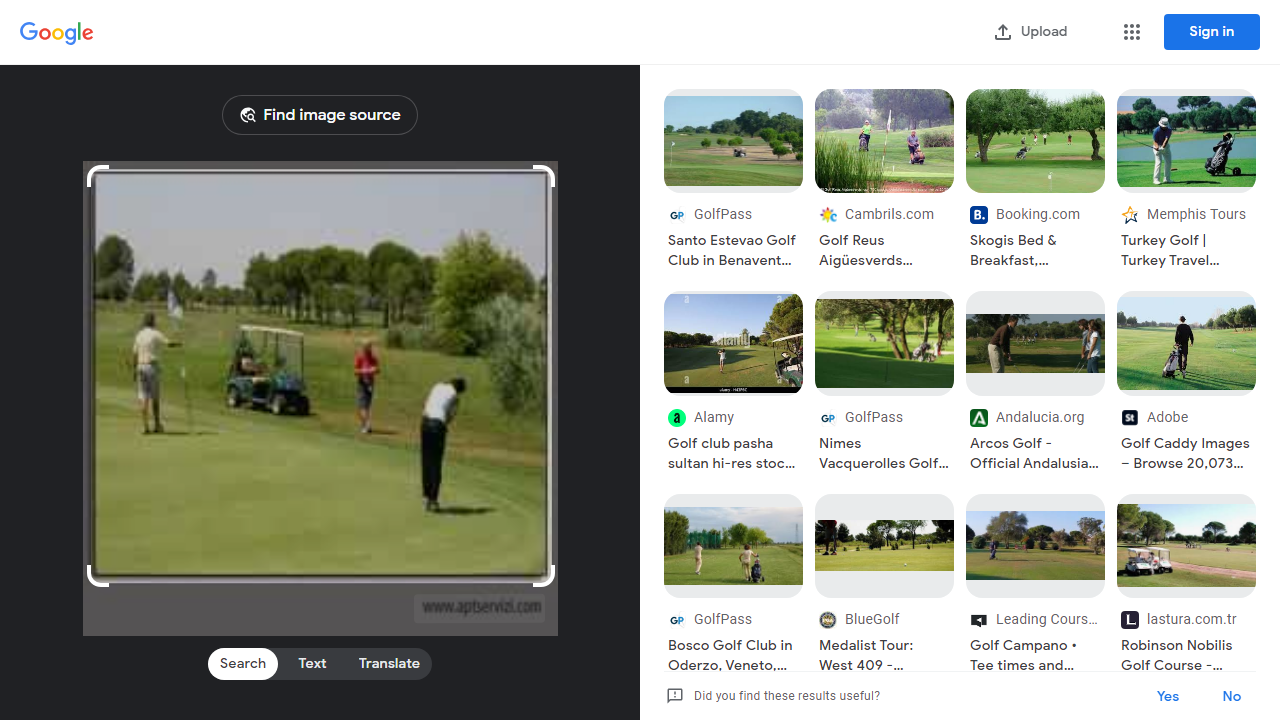 Google
Upload
Sign in
Find image source
www.aptservizi.com
Search
Text
Translate
GolfPass
Santo Estevao Golf
Club in Benavent...
Cambrils.com
Golf Reus
Aigüesverds...
Booking.com
Skogis Bed &
Breakfast,...
Memphis Tours
Turkey Golf |
Turkey Travel...
Alamy
Golf club pasha
sultan hi-res stoc...
GolfPass
Nimes
Vacquerolles Golf...
Andalucia.org
Arcos Golf -
Official Andalusia...
Adobe
Golf Caddy Images
– Browse 20,073...
GolfPass
Bosco Golf Club in
Oderzo, Veneto,...
BlueGolf
Medalist Tour:
West 409 -...
Leading Cours...
Golf Campano •
Tee times and...
lastura.com.tr
Robinson Nobilis
Golf Course -...
Did you find these results useful?
Yes
No